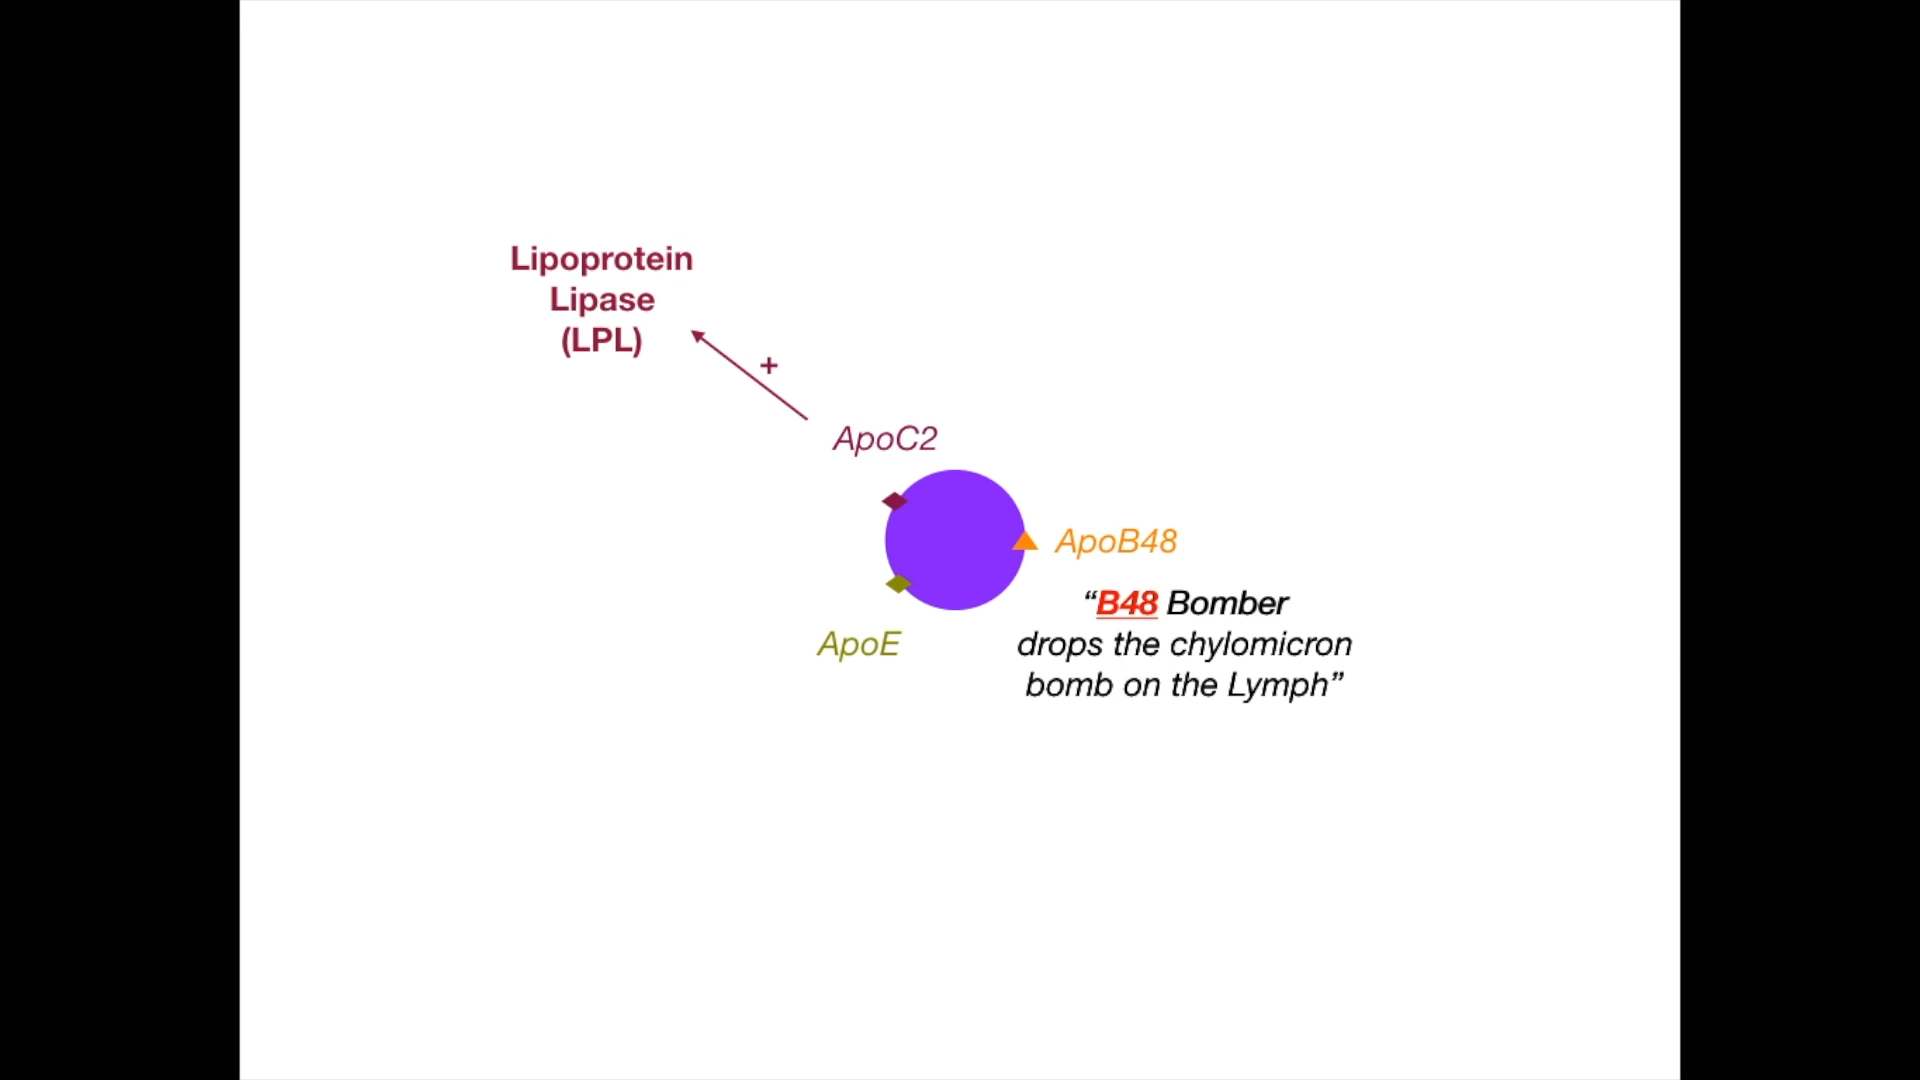 Lipoprotein
Lipase
(LPL)
+
ApoC2
ApoB48
“B48 Bomber
drops the chylomicron
bomb on the Lymph”
ApoE